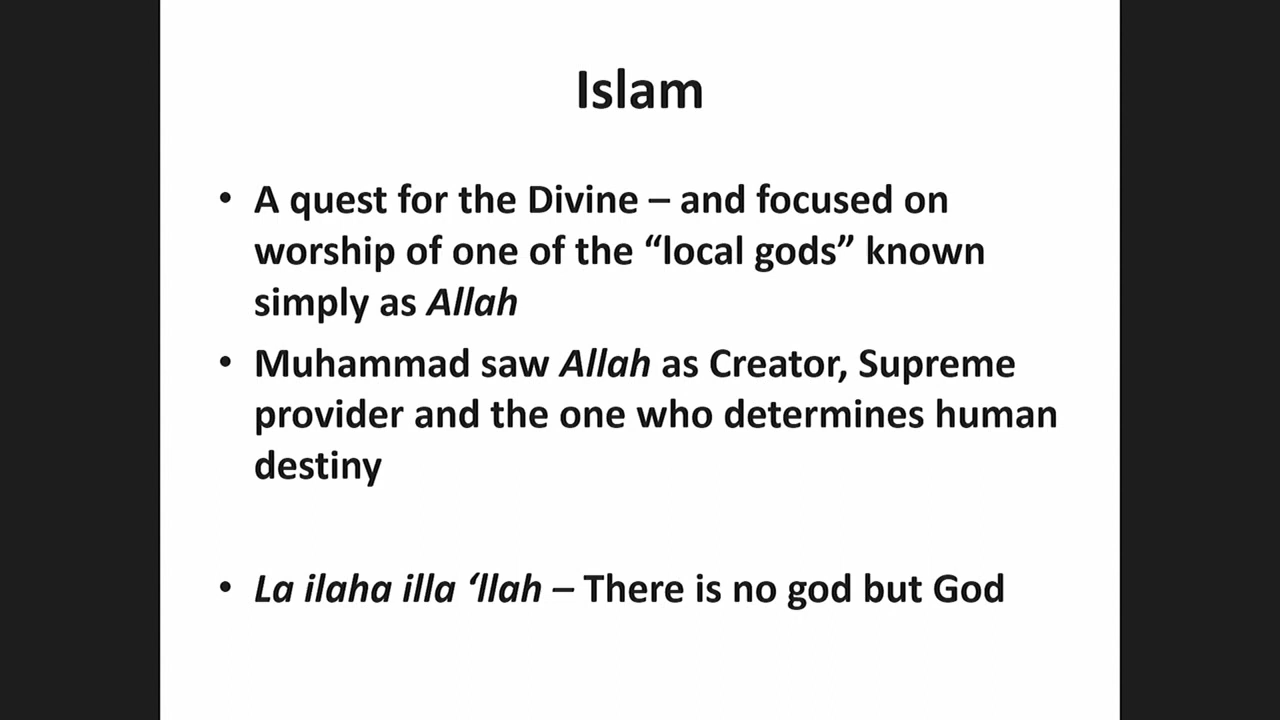 Islam
• A quest for the Divine – and focused on
worship of one of the “local gods” known
simply as Allah
• Muhammad saw Allah as Creator, Supreme
provider and the one who determines human
destiny
• La ilaha illa ‘llah – There is no god but God